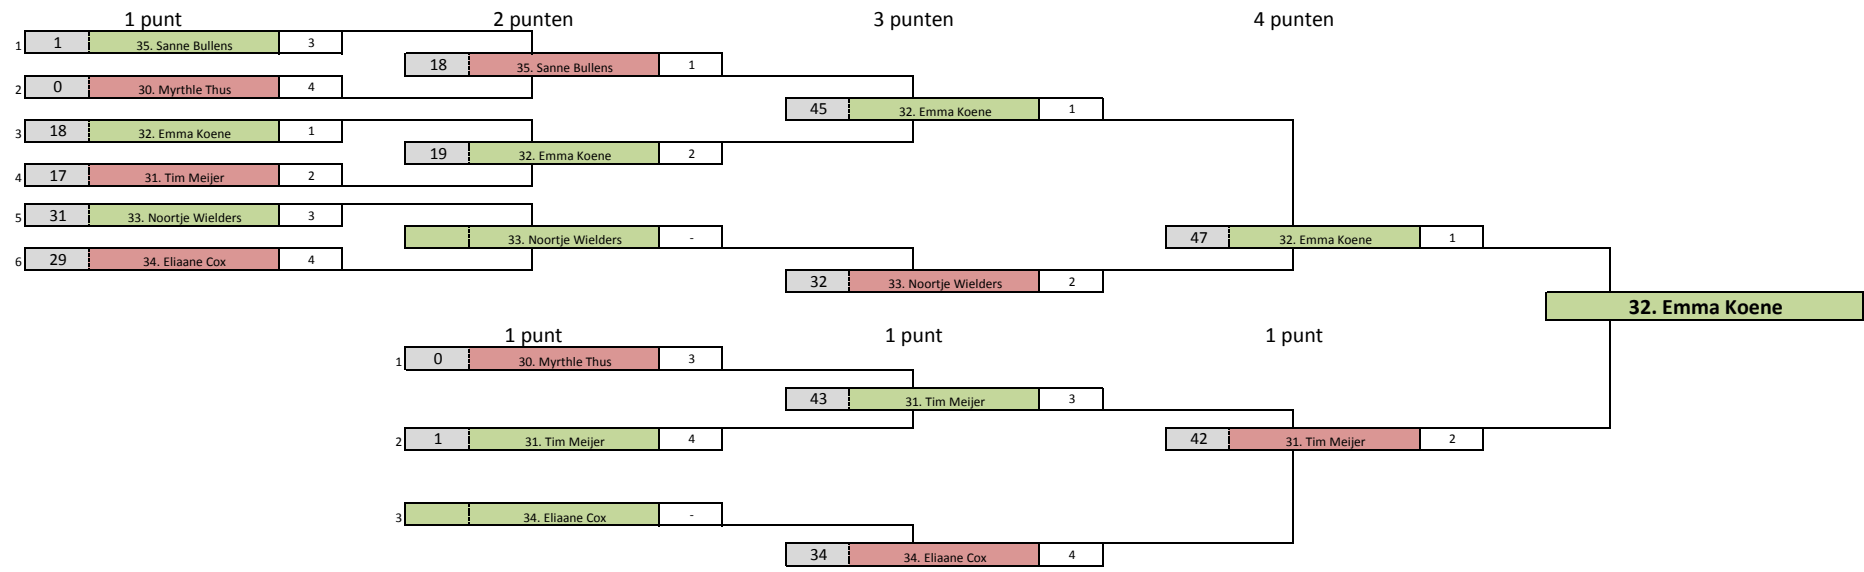 1 punt 2 punten 3 punten 4 punten
1 1 35. Sanne Bullens 3
18 35. Sanne Bullens 1
2 0 30. Myrthle Thus 4
45 32. Emma Koene 1
3 18 32. Emma Koene 1
19 32. Emma Koene 2
4 17 31. Tim Meijer 2
5 31 33. Noortje Wielders 3
33. Noortje Wielders -
47 32. Emma Koene 1
6 29 34. Eliaane Cox 4
32 33. Noortje Wielders 2
32. Emma Koene
1 punt 1 punt 1 punt
1 0 30. Myrthle Thus 3
43 31. Tim Meijer 3
2 1 31. Tim Meijer 4
42 31. Tim Meijer 2
3 34. Eliaane Cox -
34 34. Eliaane Cox 4